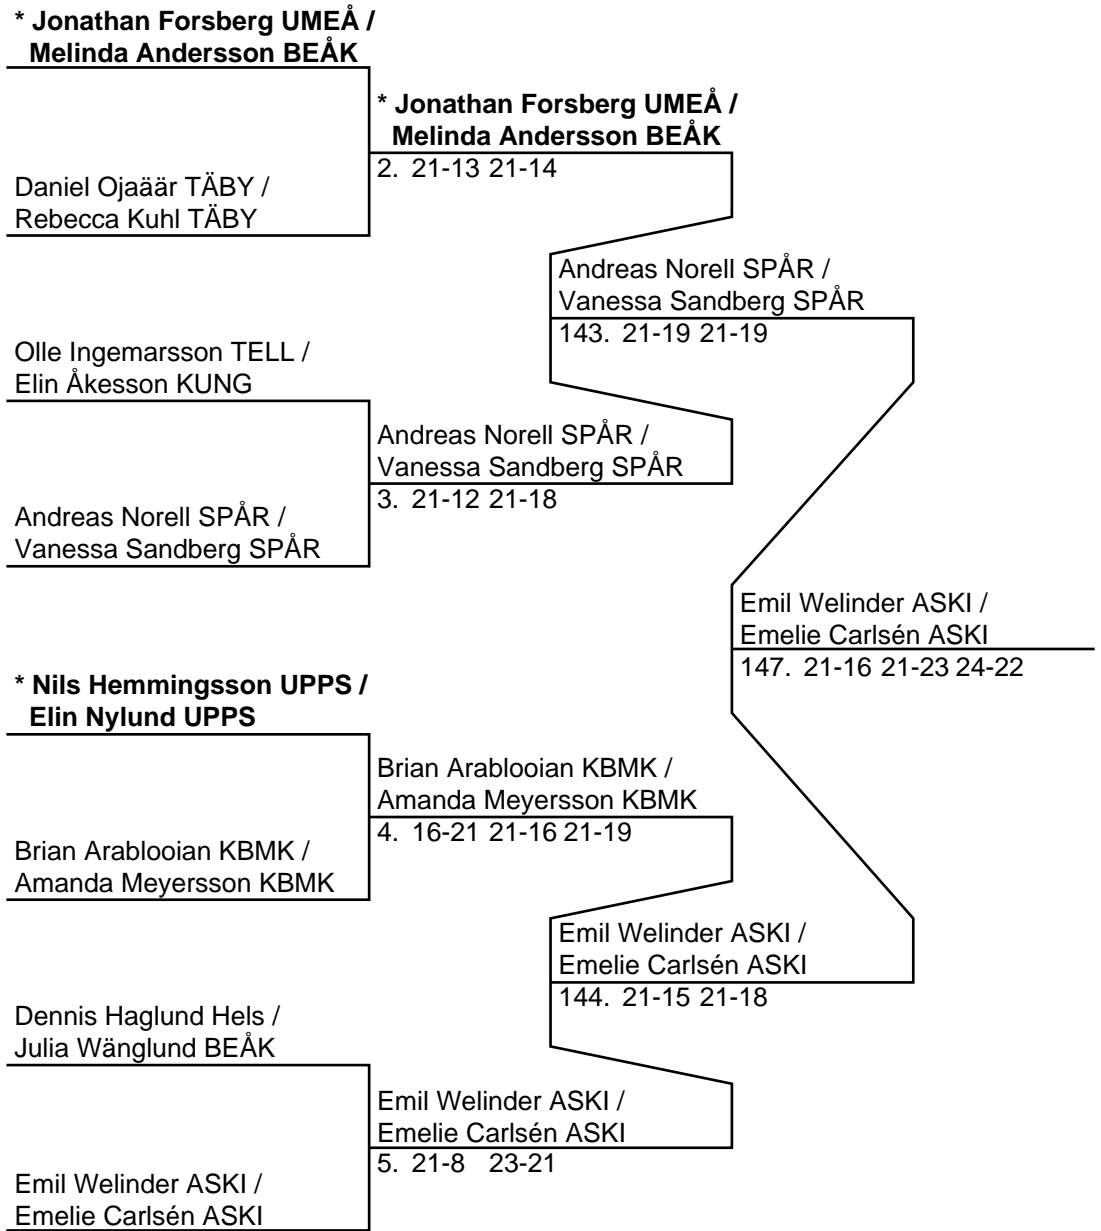 * Jonathan Forsberg UMEÅ /
Melinda Andersson BEÅK
* Jonathan Forsberg UMEÅ /
Melinda Andersson BEÅK
2. 21-13 21-14
Daniel Ojaäär TÄBY /
Rebecca Kuhl TÄBY
Andreas Norell SPÅR /
Vanessa Sandberg SPÅR
143. 21-19 21-19
Olle Ingemarsson TELL /
Elin Åkesson KUNG
Andreas Norell SPÅR /
Vanessa Sandberg SPÅR
3. 21-12 21-18
Andreas Norell SPÅR /
Vanessa Sandberg SPÅR
Emil Welinder ASKI /
Emelie Carlsén ASKI
147. 21-16 21-23 24-22
* Nils Hemmingsson UPPS /
Elin Nylund UPPS
Brian Arablooian KBMK /
Amanda Meyersson KBMK
4. 16-21 21-16 21-19
Brian Arablooian KBMK /
Amanda Meyersson KBMK
Emil Welinder ASKI /
Emelie Carlsén ASKI
144. 21-15 21-18
Dennis Haglund Hels /
Julia Wänglund BEÅK
Emil Welinder ASKI /
Emelie Carlsén ASKI
5. 21-8 23-21
Emil Welinder ASKI /
Emelie Carlsén ASKI